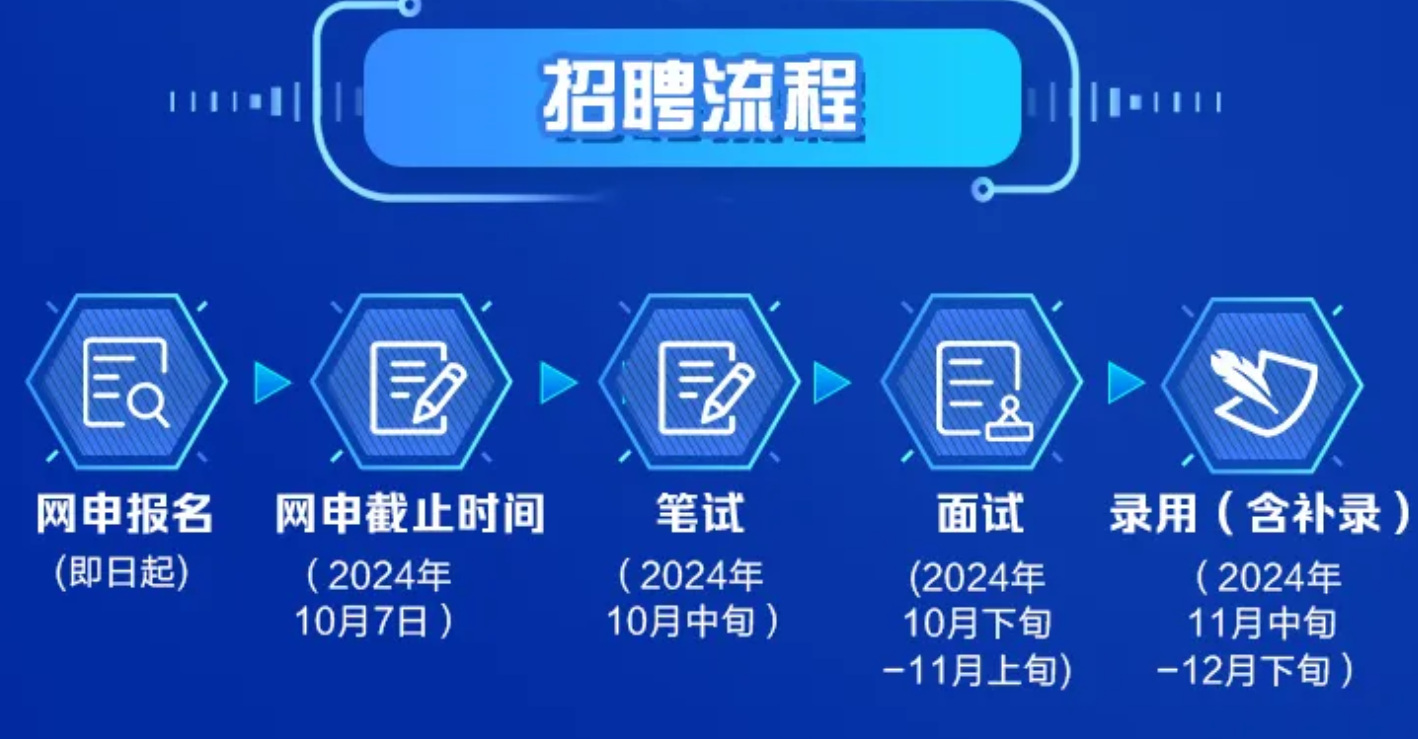 招聘流程
网申报名
(即日起)
网申截止时间
（2024年
10月7日）
笔试
（2024年
10月中旬）
面试
(2024年
10月下旬
-11月上旬)
录用（含补录）
（2024年
11月中旬
-12月下旬）